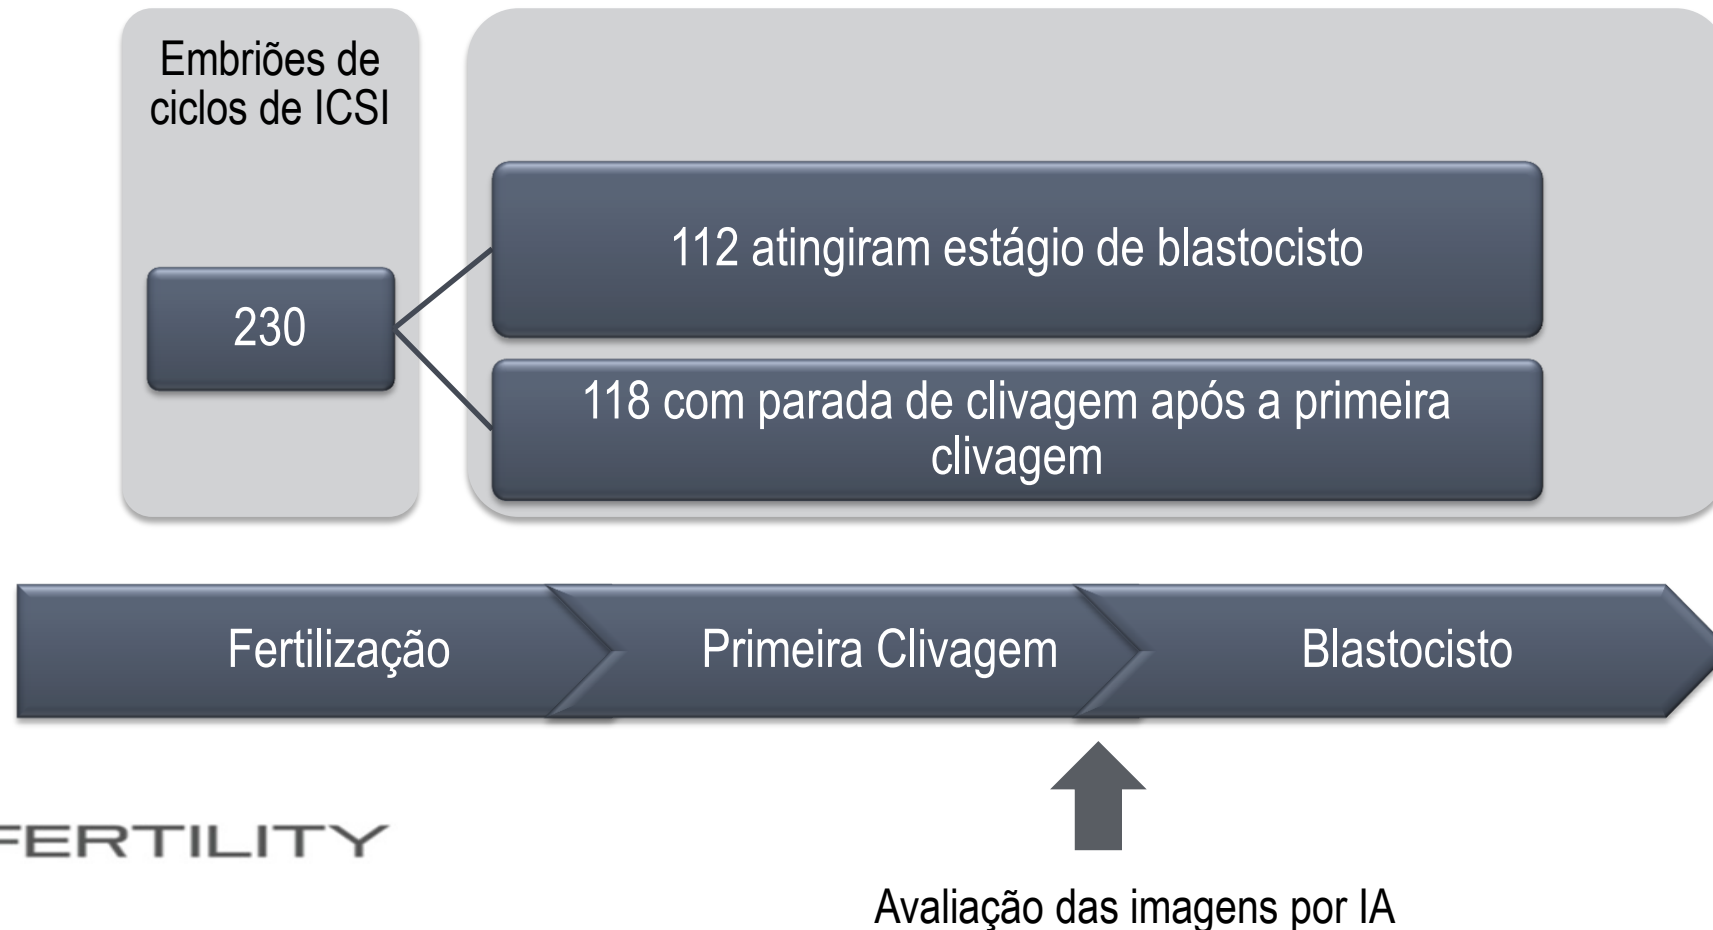 Embriões de
ciclos de ICSI
230
112 atingiram estágio de blastocisto
118 com parada de clivagem após a primeira
clivagem
Fertilização
Primeira Clivagem
Blastocisto
FERTILITY
Avaliação das imagens por IA